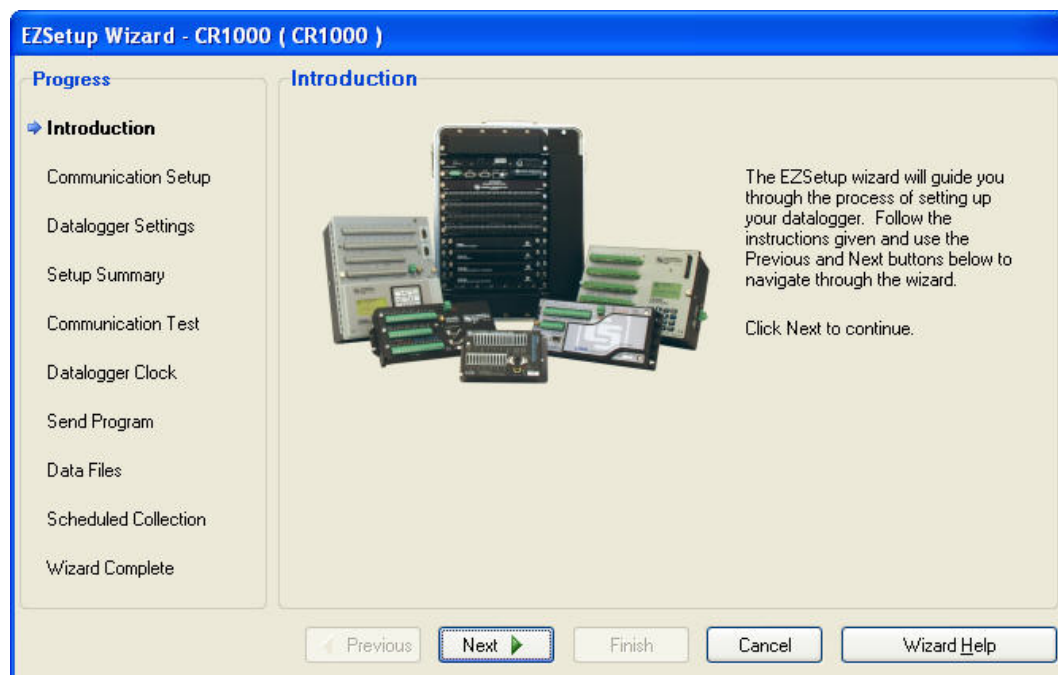 EZSetup Wizard - CR1000 ( CR1000 )
Progress
Introduction
Communication Setup
Datalogger Settings
Setup Summary
Communication Test
Datalogger Clock
Send Program
Data Files
Scheduled Collection
Wizard Complete
Introduction
The EZSetup wizard will guide you
through the process of setting up
your datalogger. Follow the
instructions given and use the
Previous and Next buttons below to
navigate through the wizard.
Click Next to continue.
Previous
Next
Finish
Cancel
Wizard Help